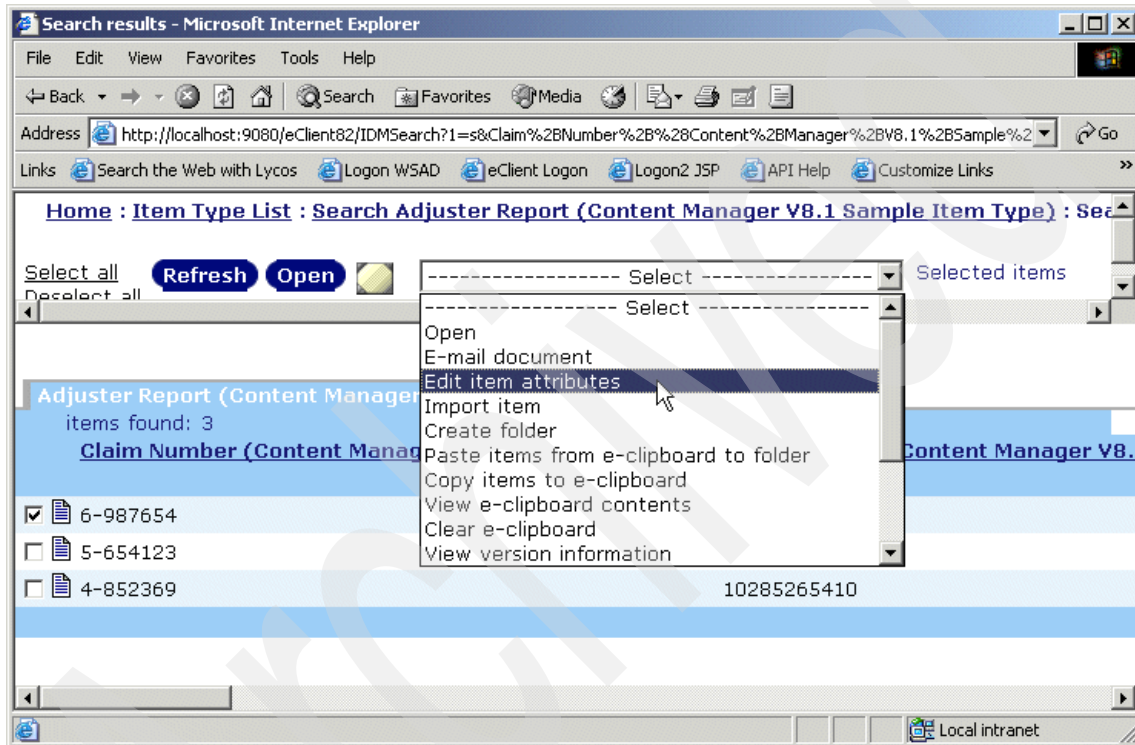 Search results - Microsoft Internet Explorer
File Edit View Favorites Tools Help
Back Search Favorites Media
Address http://localhost:9080/eClient82/IDMSearch?1=s&Claim%2BNumber%2B%28Content%2BManager%2BV8.1%2BSample%2 Go
Links Search the Web with Lycos Logon WSAD eClient Logon Logon2 JSP API Help Customize Links »
Home : Item Type List : Search Adjuster Report (Content Manager V8.1 Sample Item Type) : Sea
Select all Refresh Open ------------------- Select ---------------- Selected items
Deselect all
------------------- Select ----------------
Open
E-mail document
Edit item attributes
Adjuster Report (Content Manager
Import item
items found: 3
Create folder
Claim Number (Content Manag Paste items from e-clipboard to folder Content Manager V8.
Copy items to e-clipboard
View e-clipboard contents
6-987654
Clear e-clipboard
5-654123 View version information
4-852369 10285265410
Local intranet
Archived